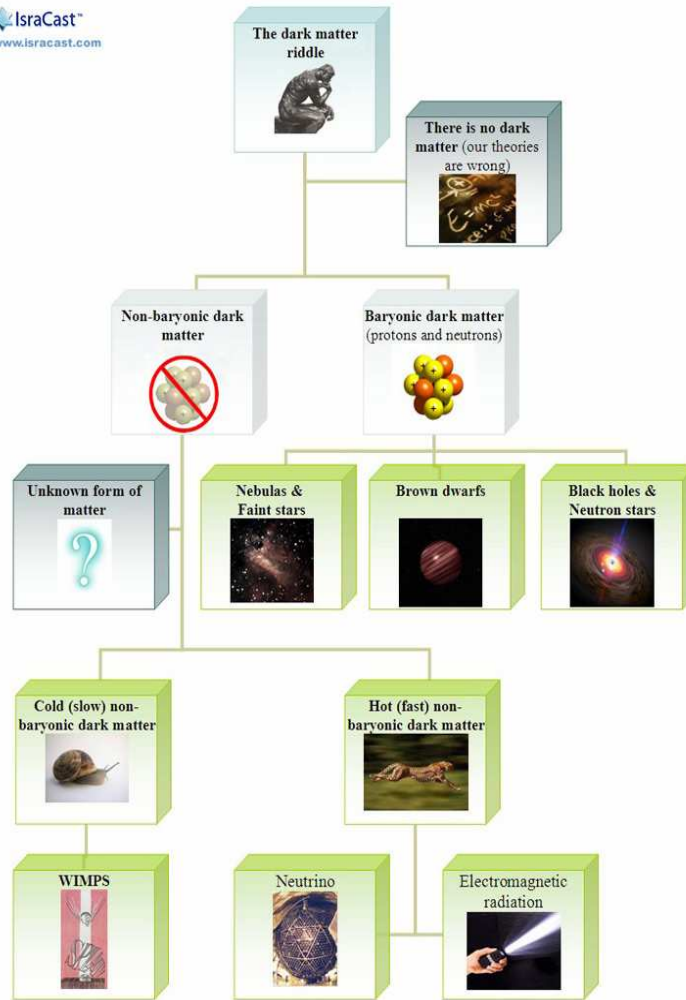 IsraCast™
www.isracast.com
The dark matter
riddle
There is no dark
matter (our theories
are wrong)
E=mc²
Non-baryonic dark
matter
Baryonic dark matter
(protons and neutrons)
Unknown form of
matter
?
Nebulas &
Faint stars
Brown dwarfs
Black holes &
Neutron stars
Cold (slow) non-
baryonic dark matter
Hot (fast) non-
baryonic dark matter
WIMPS
Neutrino
Electromagnetic
radiation